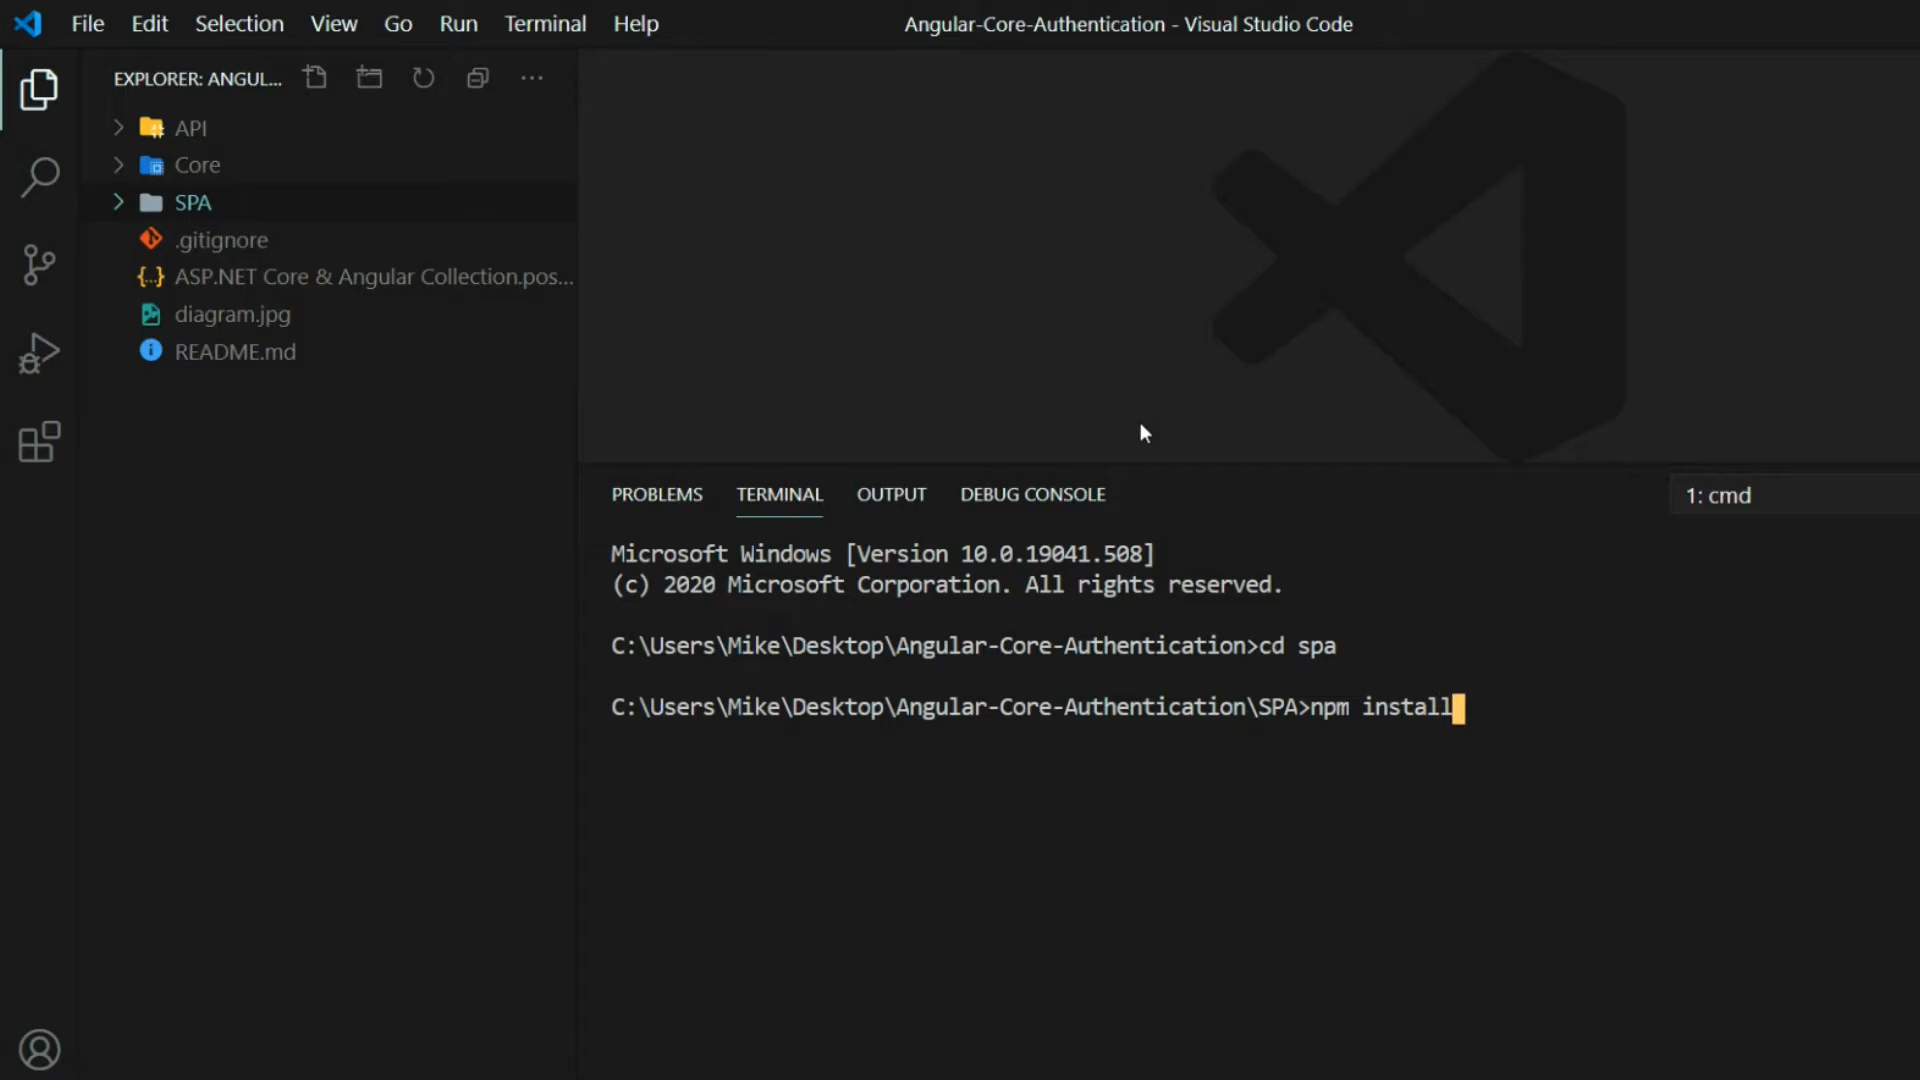 File Edit Selection View Go Run Terminal Help
Angular-Core-Authentication - Visual Studio Code
EXPLORER: ANGUL...
API
Core
SPA
.gitignore
ASP.NET Core & Angular Collection.pos...
diagram.jpg
README.md
PROBLEMS TERMINAL OUTPUT DEBUG CONSOLE
1: cmd
Microsoft Windows [Version 10.0.19041.508]
(c) 2020 Microsoft Corporation. All rights reserved.
C:\Users\Mike\Desktop\Angular-Core-Authentication>cd spa
C:\Users\Mike\Desktop\Angular-Core-Authentication\SPA>npm install